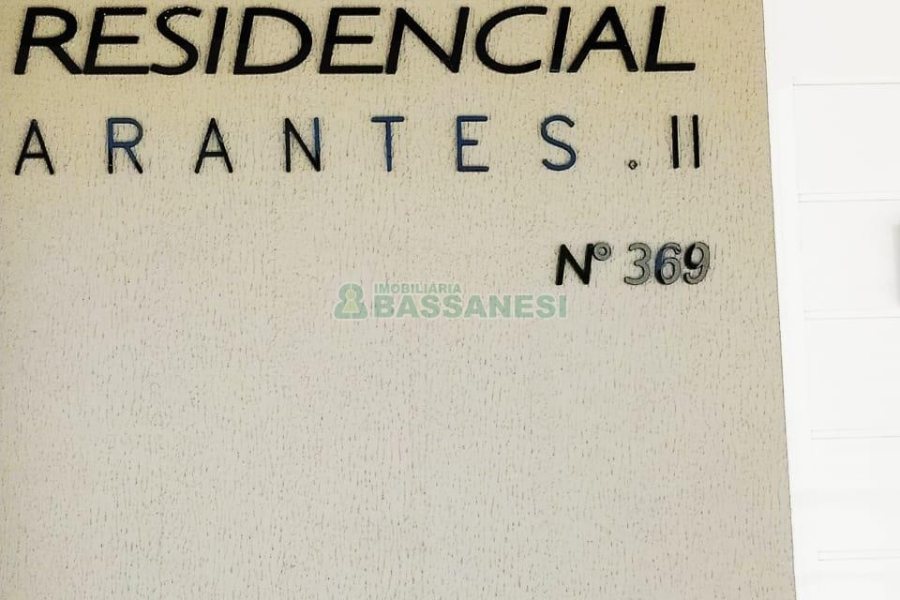 RESIDENCIAL
ARANTES.II
Nº 369
IMOBILIÁRIA
BASSANESI